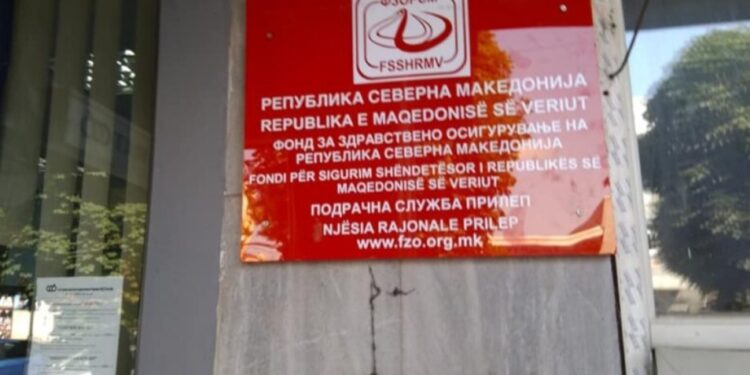 ФЗОРСМ
FSSHRMV
РЕПУБЛИКА СЕВЕРНА МАКЕДОНИЈА
REPUBLIKA E MAQEDONISË SË VERIUT
ФОНД ЗА ЗДРАВСТВЕНО ОСИГУРУВАЊЕ НА
РЕПУБЛИКА СЕВЕРНА МАКЕДОНИЈА
FONDI PËR SIGURIM SHËNDETËSOR I REPUBLIKES SË
MAQEDONISË SË VERIUT
ПОДРАЧНА СЛУЖБА ПРИЛЕП
NJËSIA RAJONALE PRILEP
www.fzo.org.mk